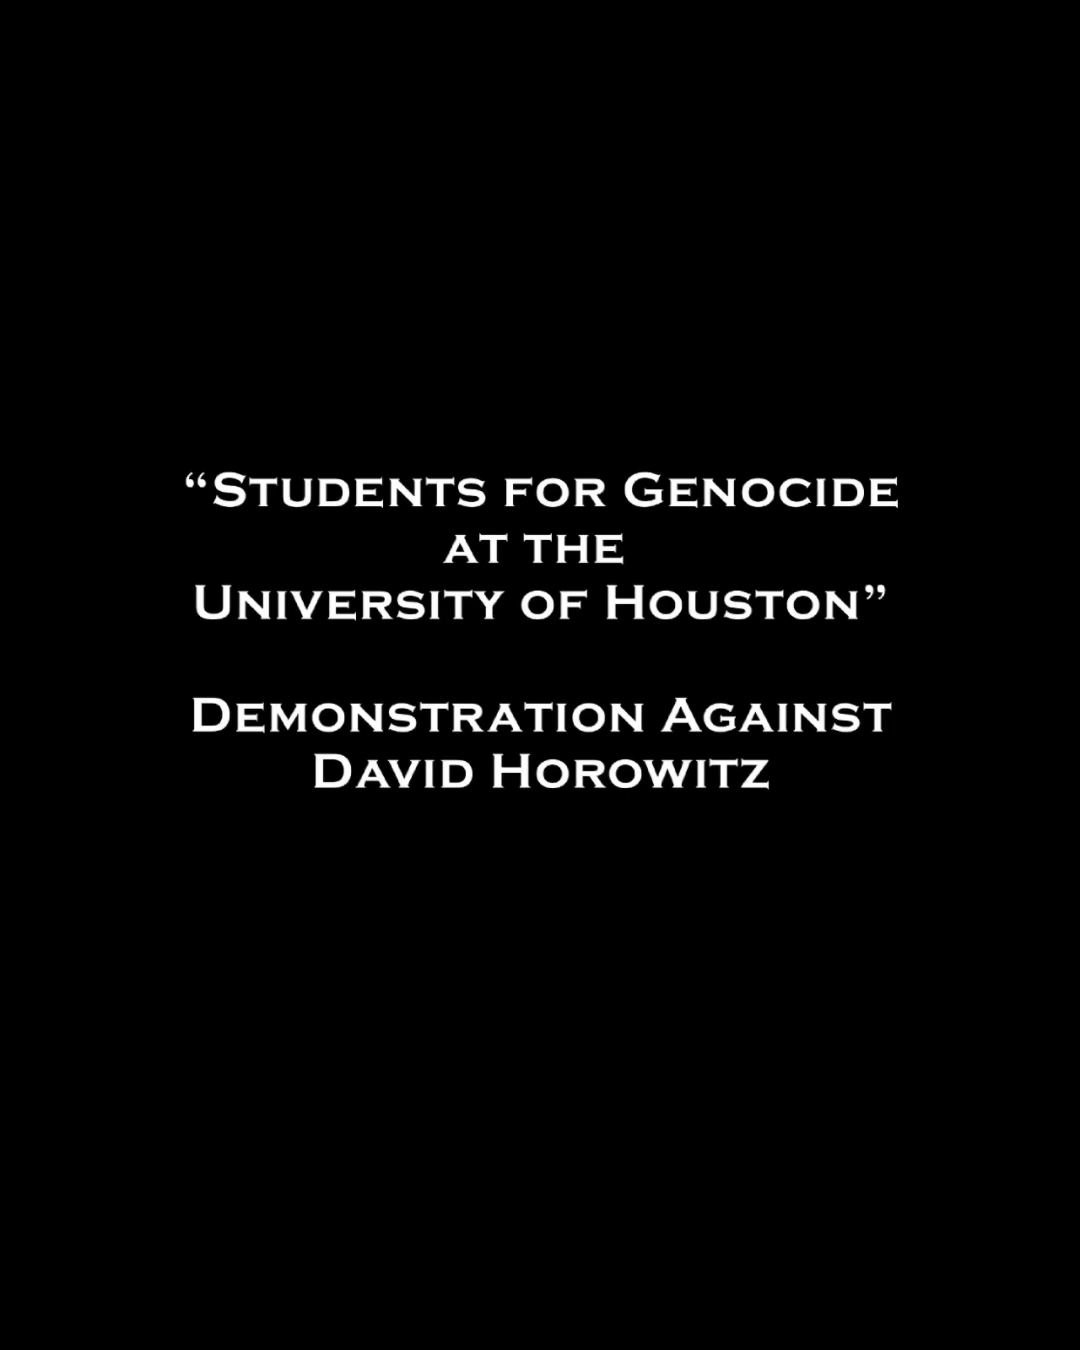 “Students for Genocide
at the
University of Houston”
Demonstration Against
David Horowitz